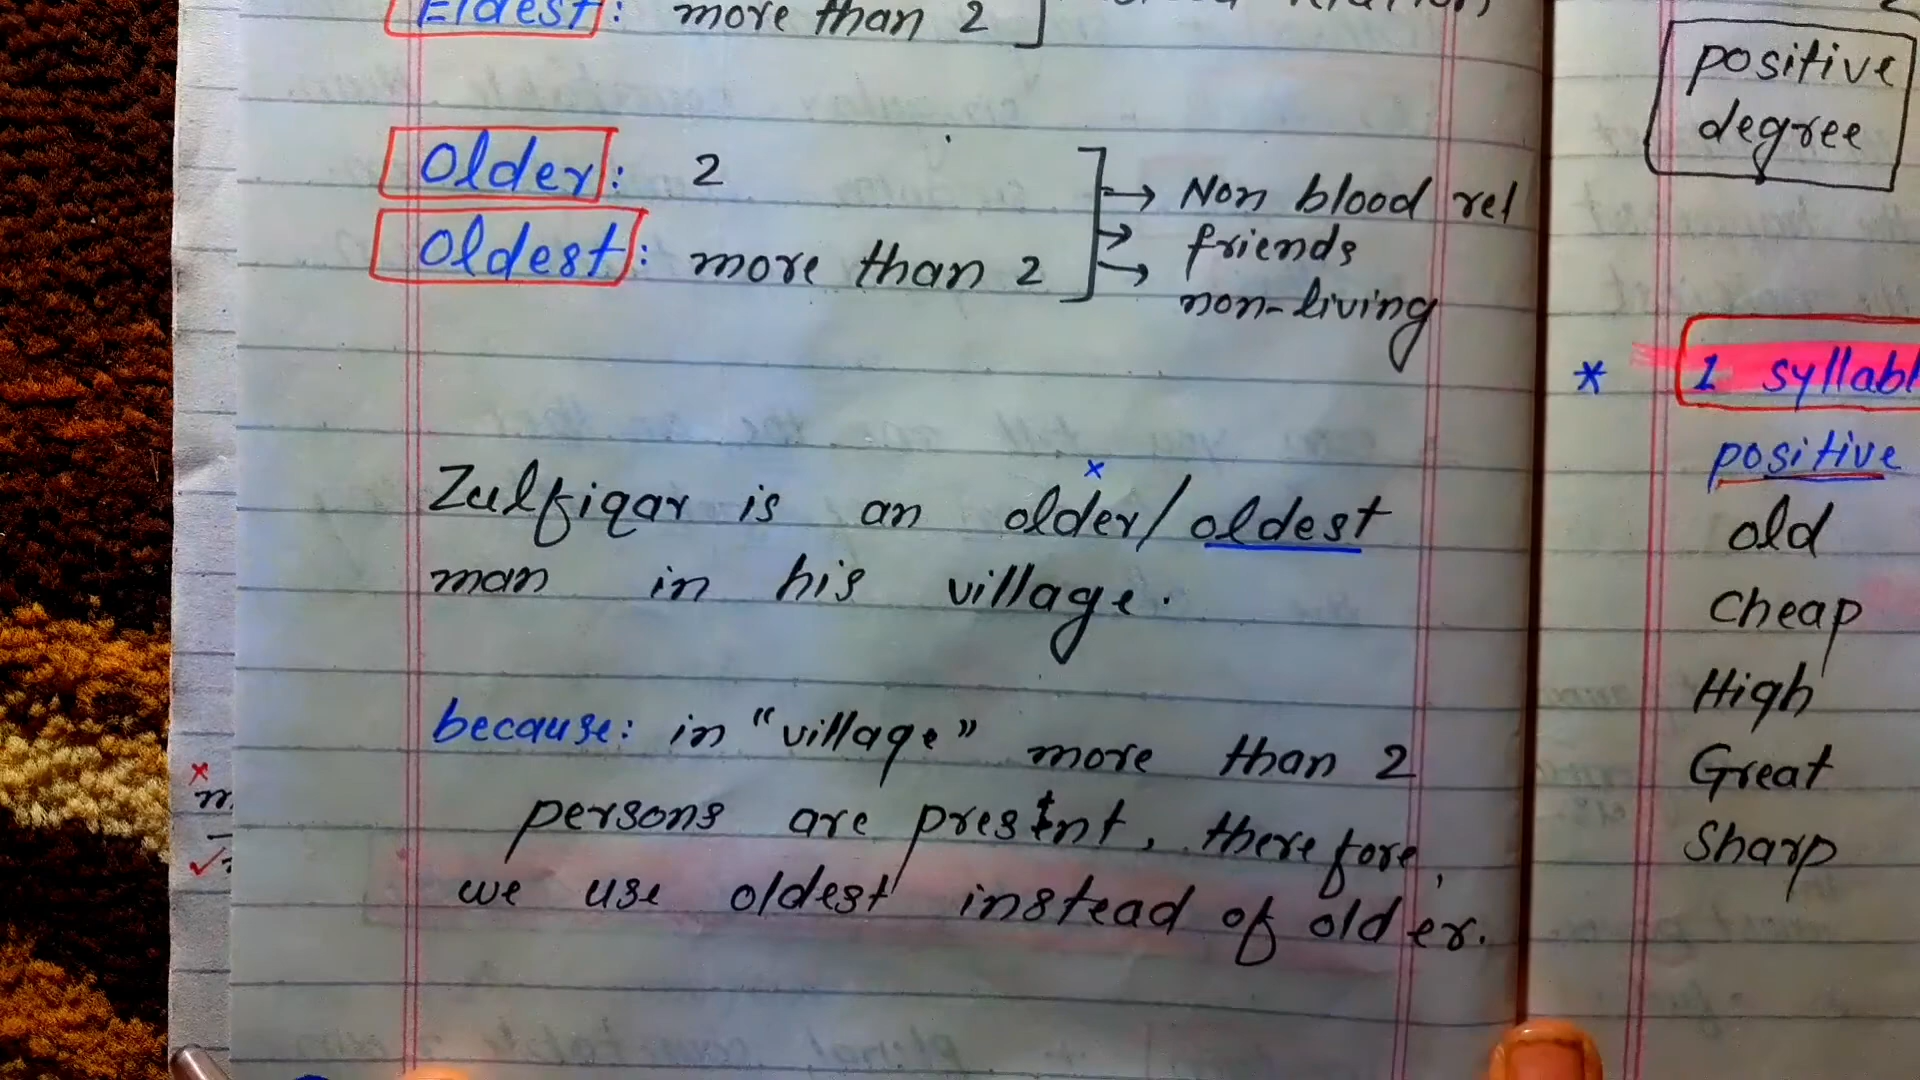 Eldest: more than 2
Older: 2
Oldest: more than 2
Non blood rel
friends
non-living
Zulfiqar is an older/oldest
man in his village.
because: in "village" more than 2
persons are present, therefore,
we use oldest instead of older.
positive
degree
* 1 syllabl
positive
old
cheap
High
Great
Sharp